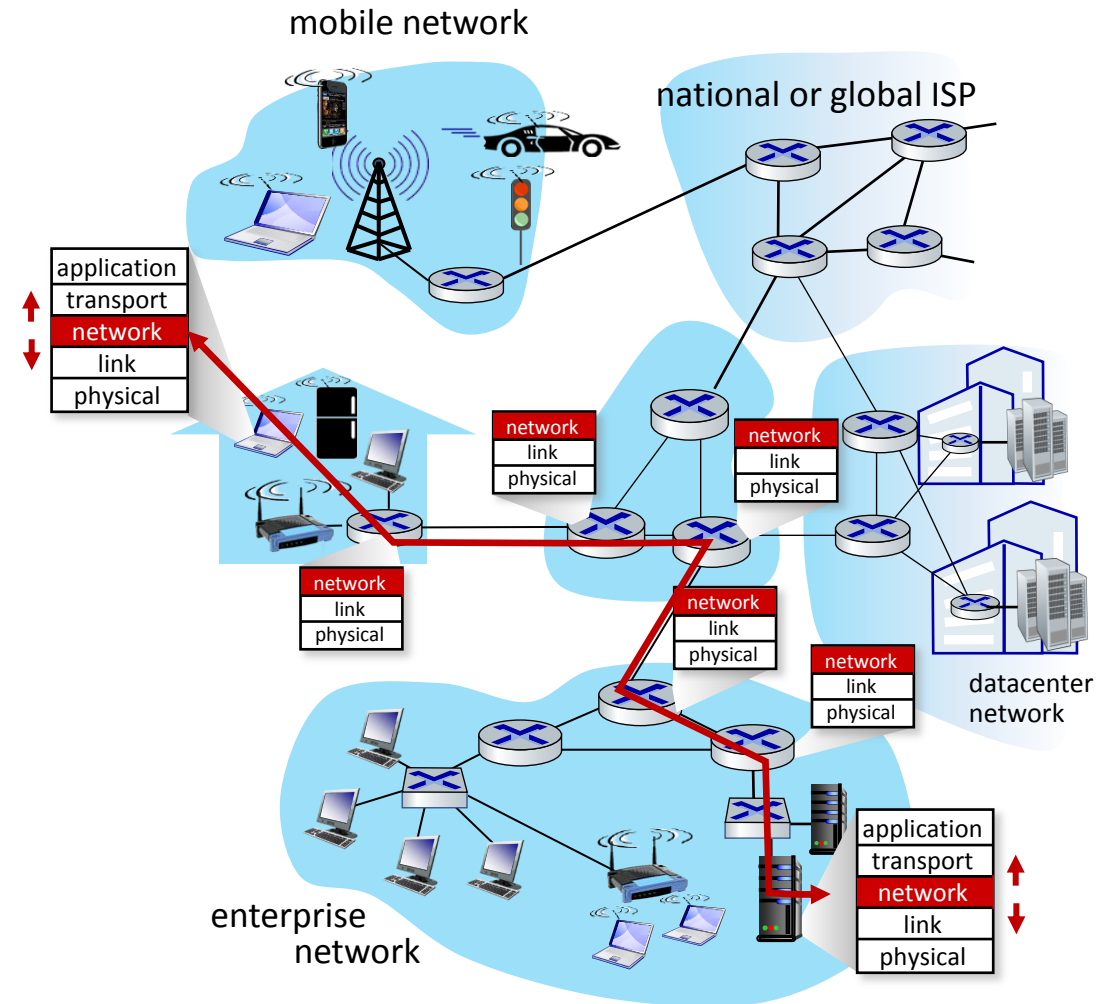 mobile network
national or global ISP
application
transport
network
link
physical
network
link
physical
network
link
physical
network
link
physical
network
link
physical
network
link
physical
datacenter
network
application
transport
network
link
physical
enterprise
network